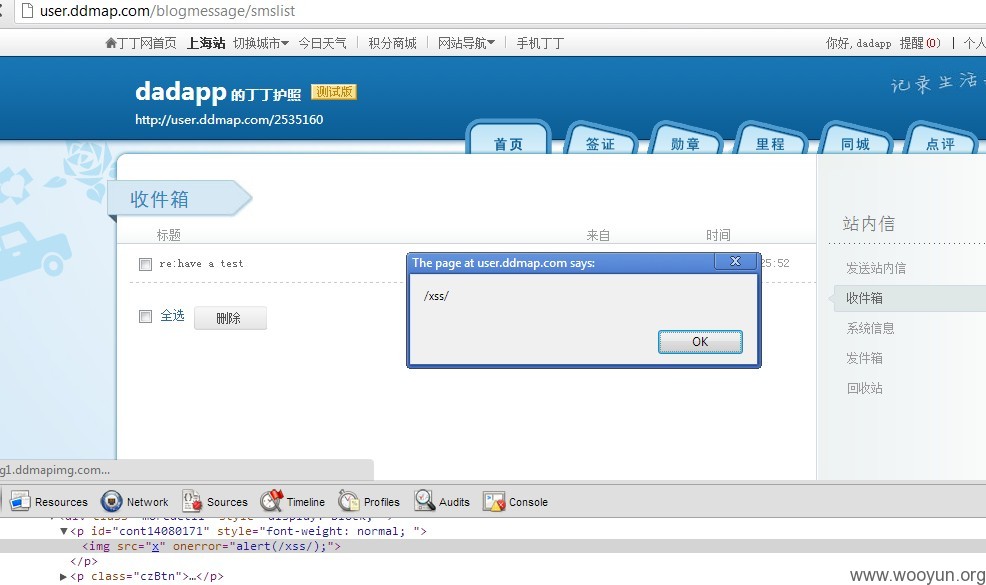 user.ddmap.com/blogmessage/smslist
丁丁网首页 上海站 切换城市 今日天气 积分商城 网站导航 手机丁丁 你好, dadapp 提醒(0) 个人
dadapp 的丁丁护照 测试版
记录生活
http://user.ddmap.com/2535160
首页 签证 勋章 里程 同城 点评
收件箱
站内信
标题 来自 时间
re:have a test 25:52
The page at user.ddmap.com says:
/xss/
OK
全选 删除
发送站内信
收件箱
系统信息
发件箱
回收站
g1.ddmapimg.com...
Resources Network Sources Timeline Profiles Audits Console
<p id="cont14080171" style="font-weight: normal; ">
<img src="x" onerror="alert(/xss/);">
</p>
<p class="czBtn">…</p>
www.wooyun.org